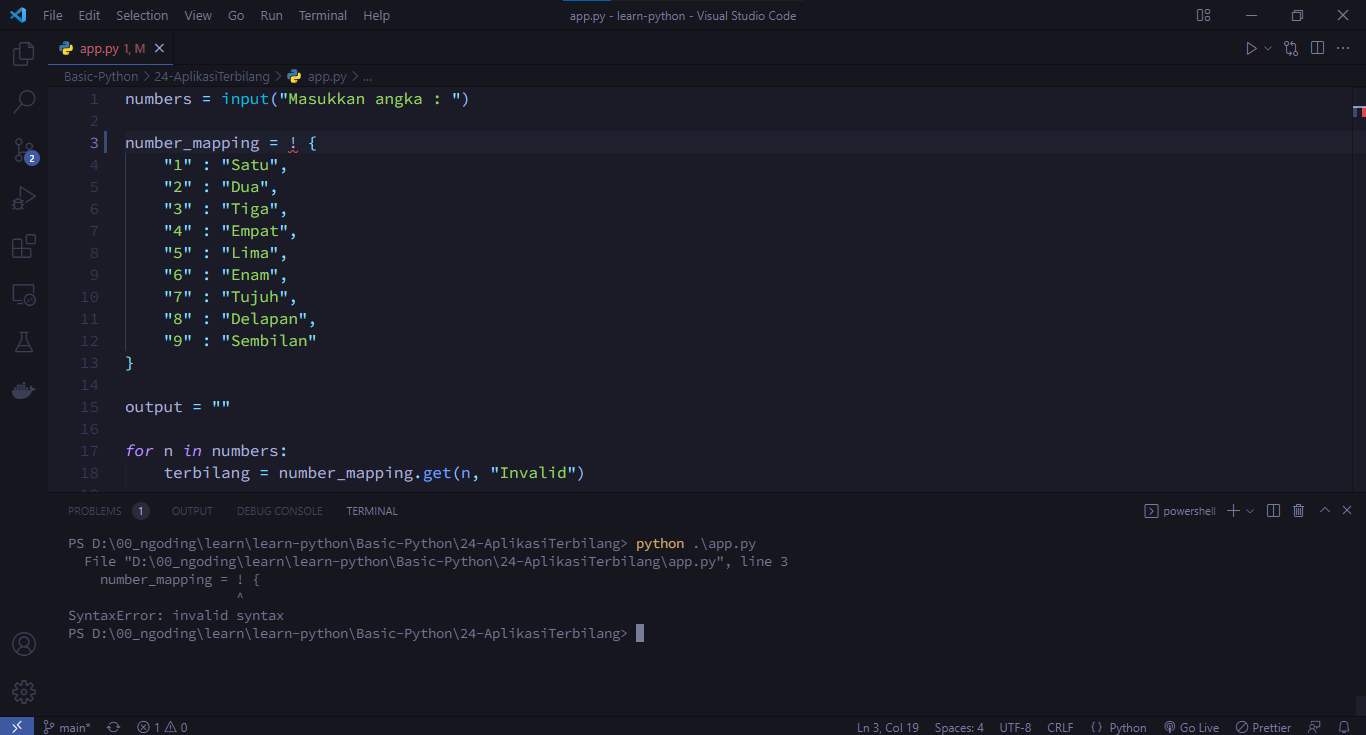 File Edit Selection View Go Run Terminal Help app.py - learn-python - Visual Studio Code
app.py 1, M
Basic-Python > 24-AplikasiTerbilang > app.py > ...
1 numbers = input("Masukkan angka : ")
2
3 number_mapping = ! {
4 "1" : "Satu",
5 "2" : "Dua",
6 "3" : "Tiga",
7 "4" : "Empat",
8 "5" : "Lima",
9 "6" : "Enam",
10 "7" : "Tujuh",
11 "8" : "Delapan",
12 "9" : "Sembilan"
13 }
14
15 output = ""
16
17 for n in numbers:
18 terbilang = number_mapping.get(n, "Invalid")
2
PROBLEMS 1 OUTPUT DEBUG CONSOLE TERMINAL powershell
PS D:\00_ngoding\learn\learn-python\Basic-Python\24-AplikasiTerbilang> python .\app.py
File "D:\00_ngoding\learn\learn-python\Basic-Python\24-AplikasiTerbilang\app.py", line 3
number_mapping = ! {
^
SyntaxError: invalid syntax
PS D:\00_ngoding\learn\learn-python\Basic-Python\24-AplikasiTerbilang>
main* 1 0 Ln 3, Col 19 Spaces: 4 UTF-8 CRLF {} Python Go Live Prettier